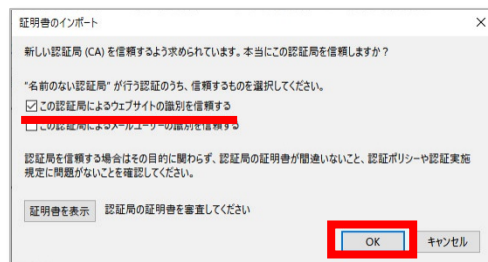 証明書のインポート
新しい認証局 (CA) を信頼するよう求められています。本当にこの認証局を信頼しますか？
"名前のない認証局" が行う認証のうち、信頼するものを選択してください。
この認証局によるウェブサイトの識別を信頼する
この認証局によるメールユーザーの識別を信頼する
認証局を信頼する場合はその目的に関わらず、認証局の証明書が間違いないこと、認証ポリシーや認証実施
規定に問題がないことを確認してください。
証明書を表示 認証局の証明書を審査してください
OK キャンセル